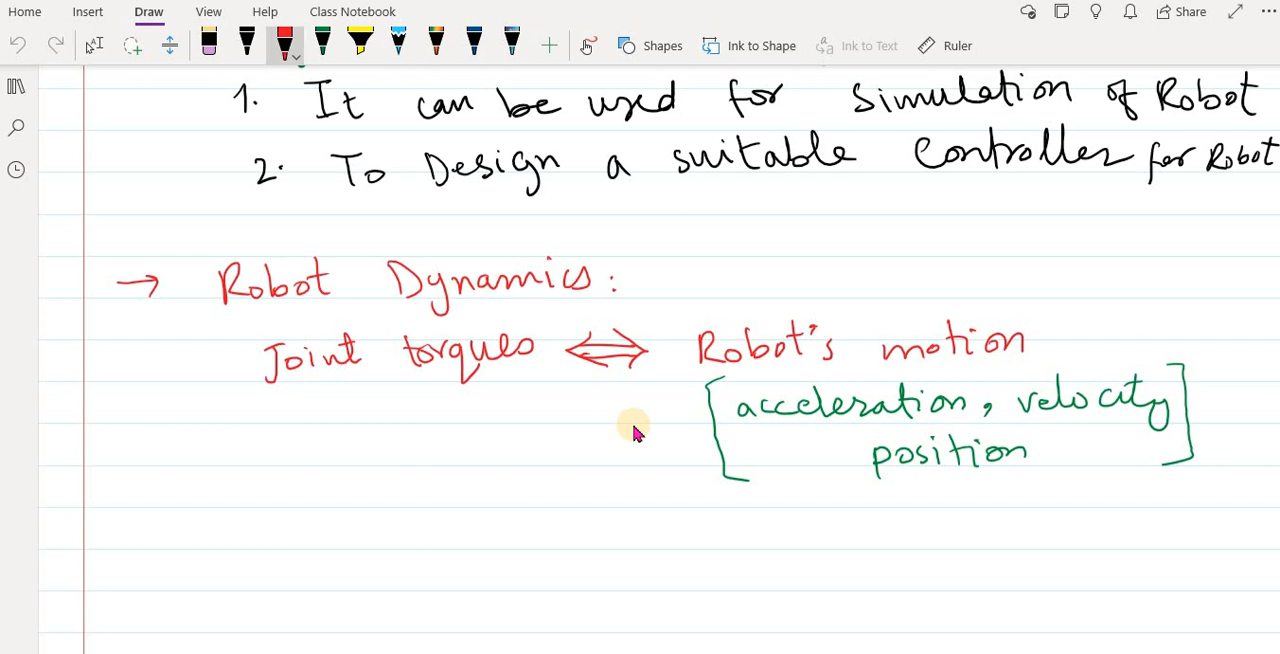 Home Insert Draw View Help Class Notebook
Share
Shapes Ink to Shape Ink to Text Ruler
1. It can be used for simulation of Robot
2. To Design a suitable Controller for Robot
→ Robot Dynamics:
Joint torques ⇔ Robot's motion
[acceleration, velocity
position]